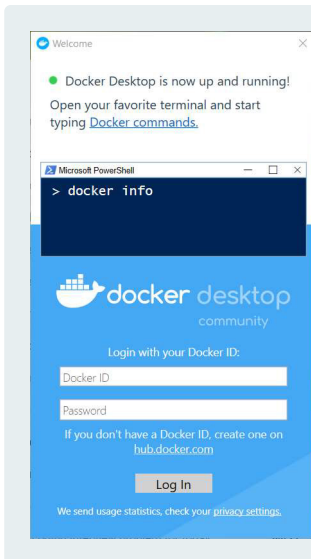 Welcome
Docker Desktop is now up and running!
Open your favorite terminal and start
typing Docker commands.
Microsoft PowerShell
> docker info
docker desktop
community
Login with your Docker ID:
Docker ID
Password
If you don't have a Docker ID, create one on
hub.docker.com
Log In
We send usage statistics, check your privacy settings.